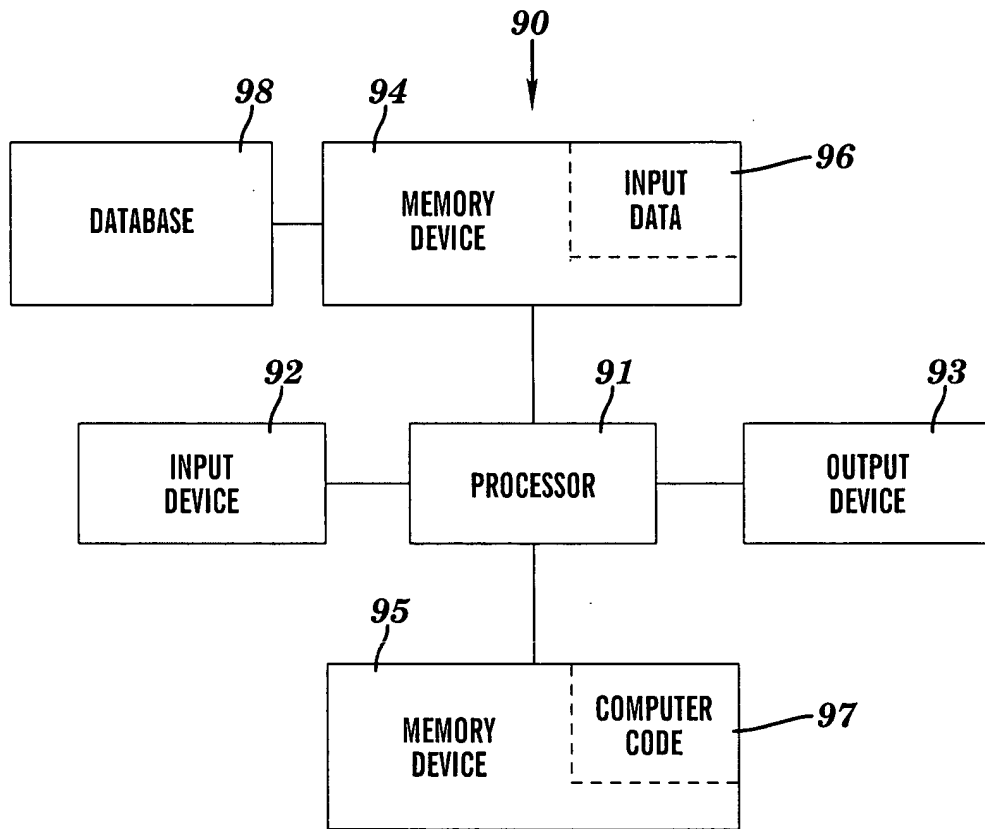 90
98
94
96
DATABASE
MEMORY
DEVICE
INPUT
DATA
92
91
93
INPUT
DEVICE
PROCESSOR
OUTPUT
DEVICE
95
MEMORY
DEVICE
COMPUTER
CODE
97